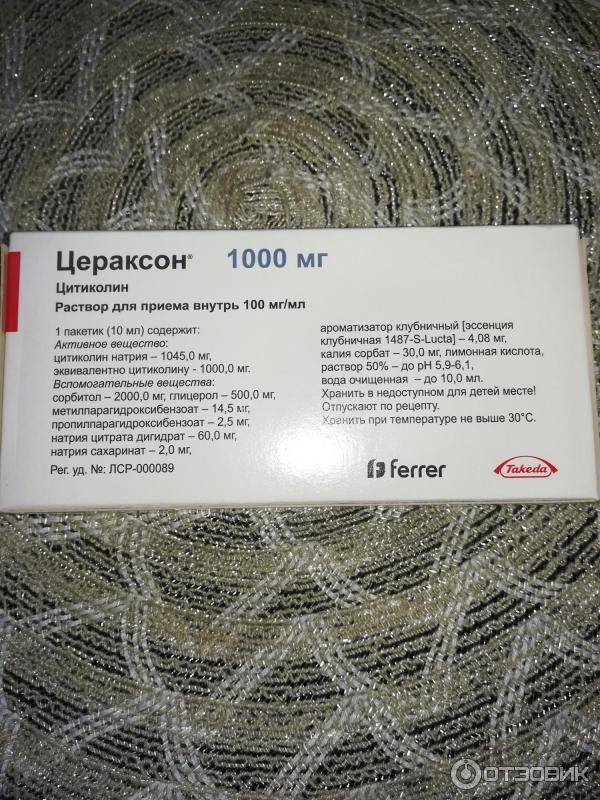 Цераксон® 1000 мг
Цитиколин
Раствор для приема внутрь 100 мг/мл
1 пакетик (10 мл) содержит:
Активное вещество:
цитиколин натрия – 1045,0 мг,
эквивалентно цитиколину - 1000,0 мг.
Вспомогательные вещества:
сорбитол – 2000,0 мг, глицерол – 500,0 мг,
метилпарагидроксибензоат – 14,5 мг,
пропилпарагидроксибензоат – 2,5 мг,
натрия цитрата дигидрат – 60,0 мг,
натрия сахаринат – 2,0 мг,
ароматизатор клубничный [эссенция
клубничная 1487-S-Lucta] – 4,08 мг,
калия сорбат – 30,0 мг, лимонная кислота,
раствор 50% – до pH 5,9-6,1,
вода очищенная – до 10,0 мл.
Хранить в недоступном для детей месте!
Отпускают по рецепту.
Хранить при температуре не выше 30°С.
Рег. уд. №: ЛСР-000089
ferrer
Takeda
ОТЗОВИК